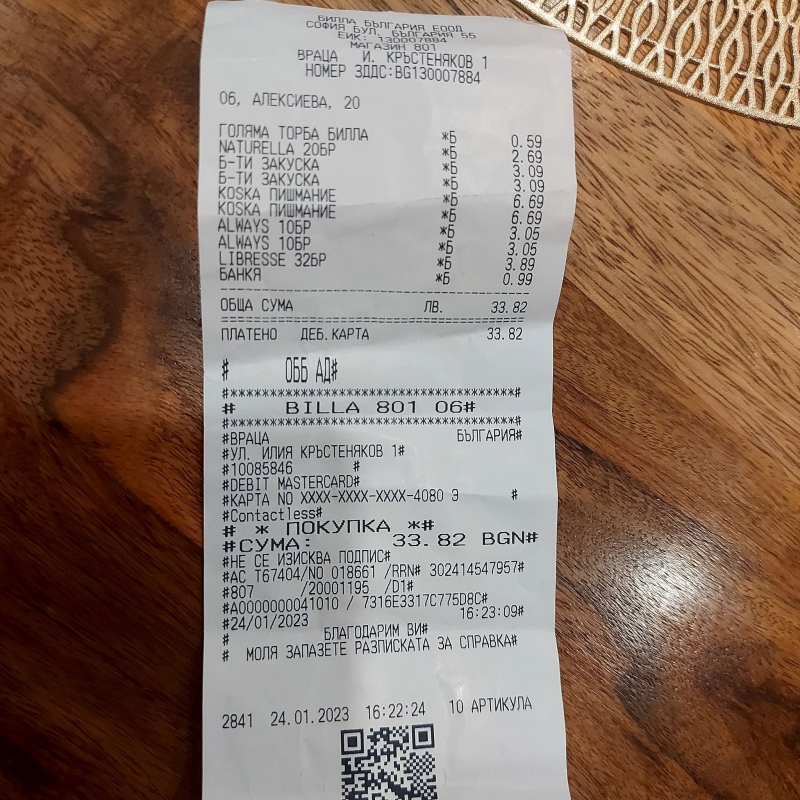 БИЛЛА БЪЛГАРИЯ ЕООД
СОФИЯ БУЛ. БЪЛГАРИЯ 55
ЕИК: 130007884
МАГАЗИН 801
ВРАЦА И. КРЪСТЕНЯКОВ 1
НОМЕР ЗДДС:BG130007884
06, АЛЕКСИЕВА, 20
ГОЛЯМА ТОРБА БИЛЛА *Б 0.59
NATURELLA 20БР *Б 2.69
Б-ТИ ЗАКУСКА *Б 3.09
Б-ТИ ЗАКУСКА *Б 3.09
KOSKA ПИШМАНИЕ *Б 6.69
KOSKA ПИШМАНИЕ *Б 6.69
ALWAYS 10БР *Б 3.05
ALWAYS 10БР *Б 3.05
LIBRESSE 32БР *Б 3.89
БАНКЯ *Б 0.99
ОБЩА СУМА ЛВ. 33.82
ПЛАТЕНО ДЕБ.КАРТА 33.82
# ОББ АД#
#******************************#
# BILLA 801 06#
#******************************#
#ВРАЦА БЪЛГАРИЯ#
#УЛ. ИЛИЯ КРЪСТЕНЯКОВ 1#
#10085846 #
#DEBIT MASTERCARD#
#КАРТА NO XXXX-XXXX-XXXX-4080 Э #
#Contactless#
# * ПОКУПКА *#
#СУМА: 33.82 BGN#
#НЕ СЕ ИЗИСКВА ПОДПИС#
#AC T67404/NO 018661 /RRN# 302414547957#
#807 /20001195 /D1#
#A0000000041010 / 7316E3317C775D8C#
#24/01/2023 16:23:09#
# БЛАГОДАРИМ ВИ#
# МОЛЯ ЗАПАЗЕТЕ РАЗПИСКАТА ЗА СПРАВКА#
2841 24.01.2023 16:22:24 10 АРТИКУЛА